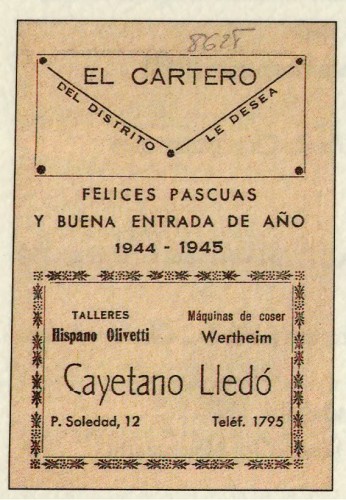 8625
EL CARTERO
DEL DISTRITO LE DESEA
FELICES PASCUAS
Y BUENA ENTRADA DE AÑO
1944 - 1945
TALLERES Máquinas de coser
Hispano Olivetti Wertheim
Cayetano Lledó
P. Soledad, 12 Teléf. 1795